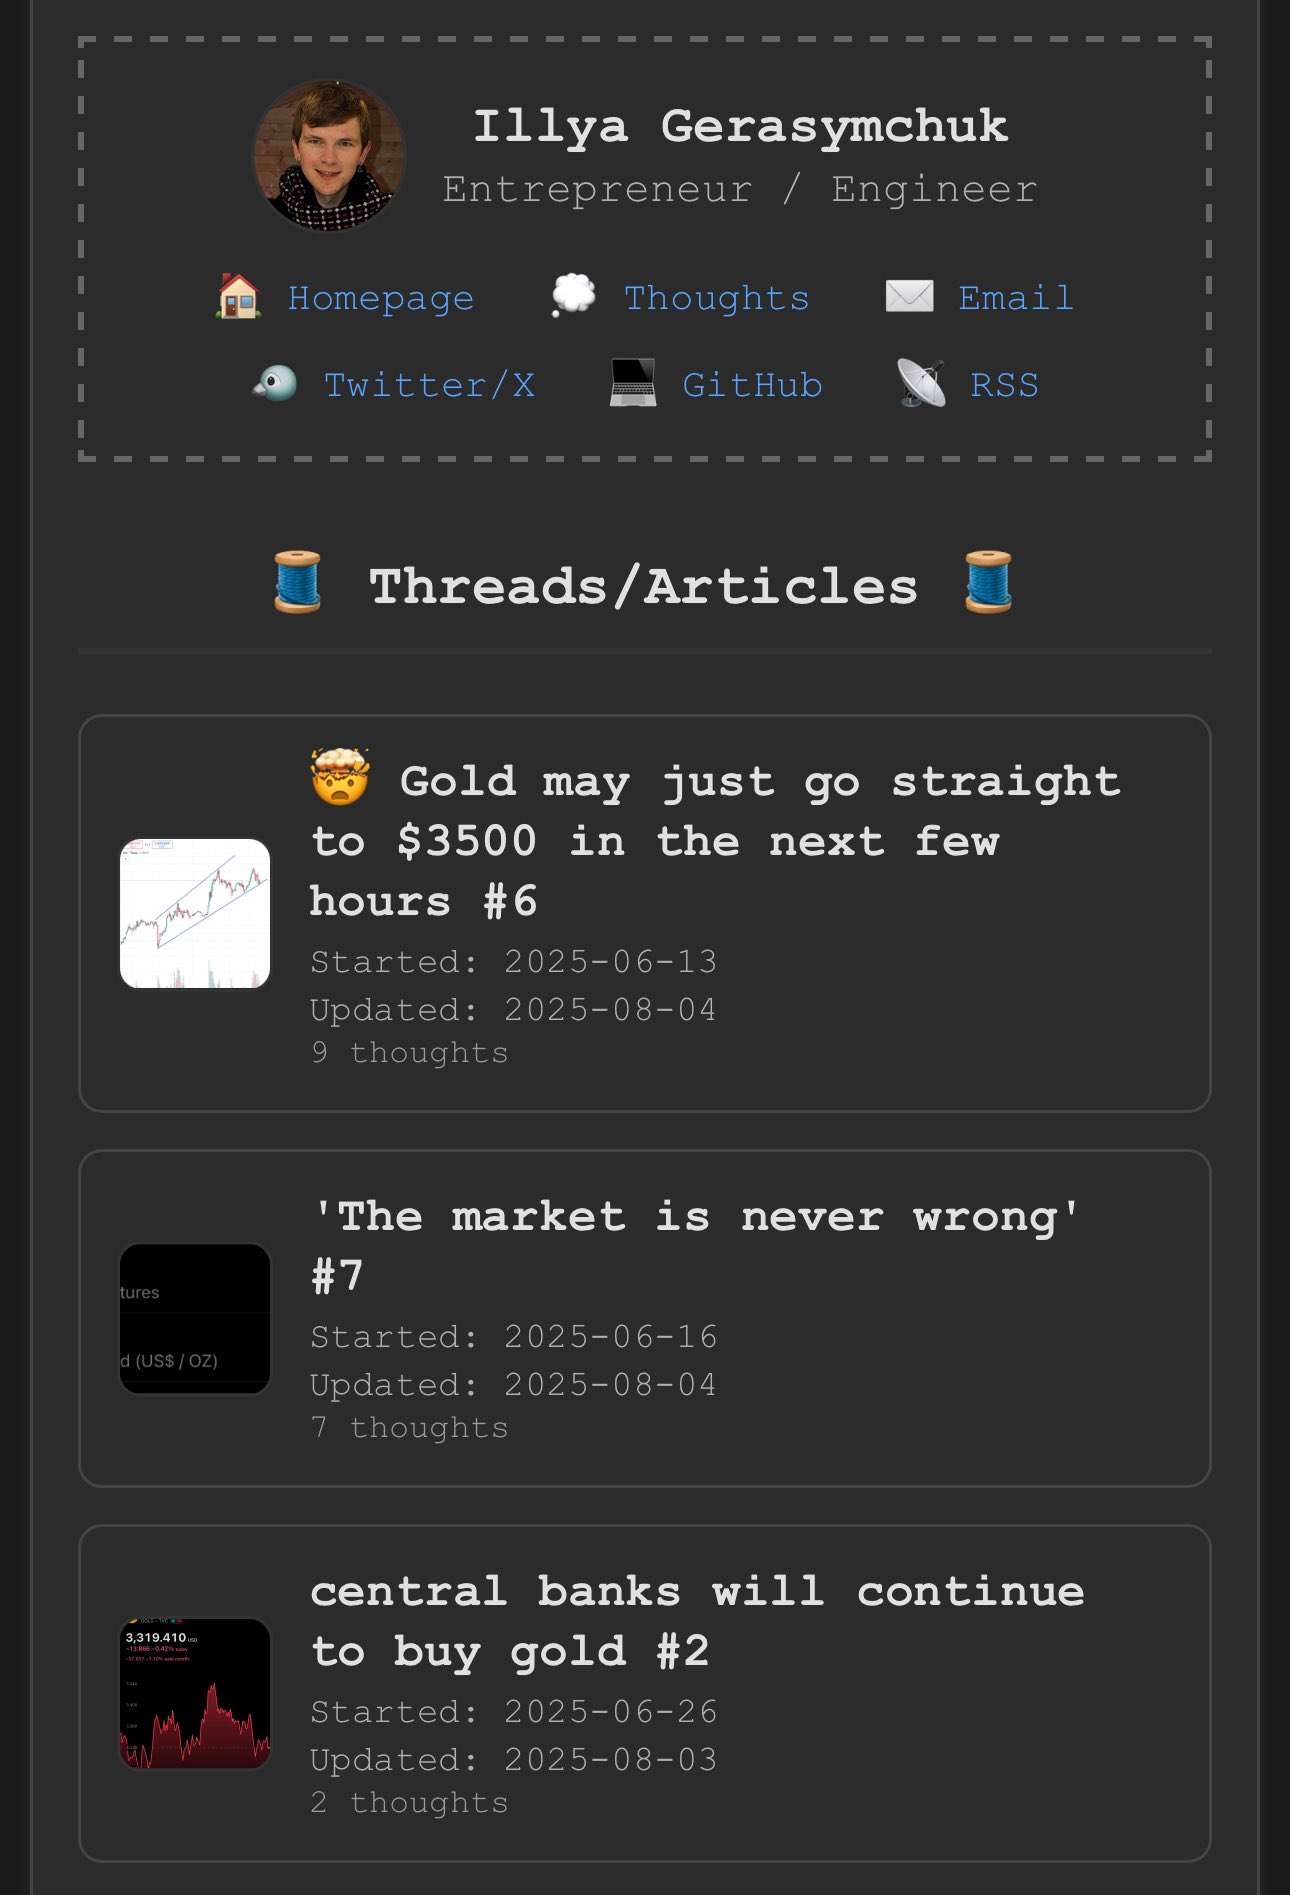 Illya Gerasymchuk
Entrepreneur / Engineer
Homepage
Thoughts
Email
Twitter/X
GitHub
RSS
Threads/Articles
Gold may just go straight
to $3500 in the next few
hours #6
Started: 2025-06-13
Updated: 2025-08-04
9 thoughts
'The market is never wrong'
#7
tures
d (US$ / OZ)
Started: 2025-06-16
Updated: 2025-08-04
7 thoughts
central banks will continue
to buy gold #2
3,319.410 USD
Started: 2025-06-26
Updated: 2025-08-03
2 thoughts